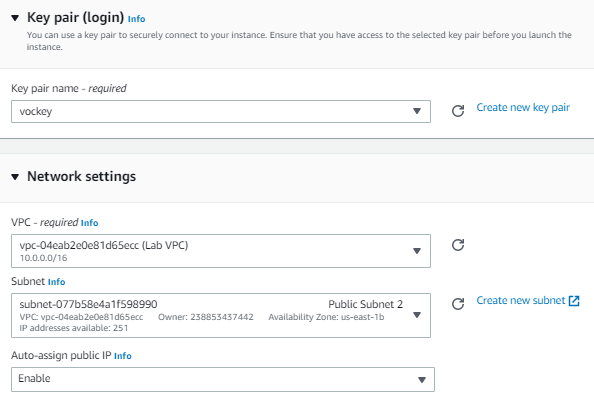 Key pair (login) Info
You can use a key pair to securely connect to your instance. Ensure that you have access to the selected key pair before you launch the
instance.
Key pair name - required
vockey
Create new key pair
Network settings
VPC - required Info
vpc-04eab2e0e81d65ecc (Lab VPC)
10.0.0.0/16
Subnet Info
subnet-077b58e4a1f598990 Public Subnet 2
VPC: vpc-04eab2e0e81d65ecc Owner: 238853437442 Availability Zone: us-east-1b
IP addresses available: 251
Create new subnet
Auto-assign public IP Info
Enable